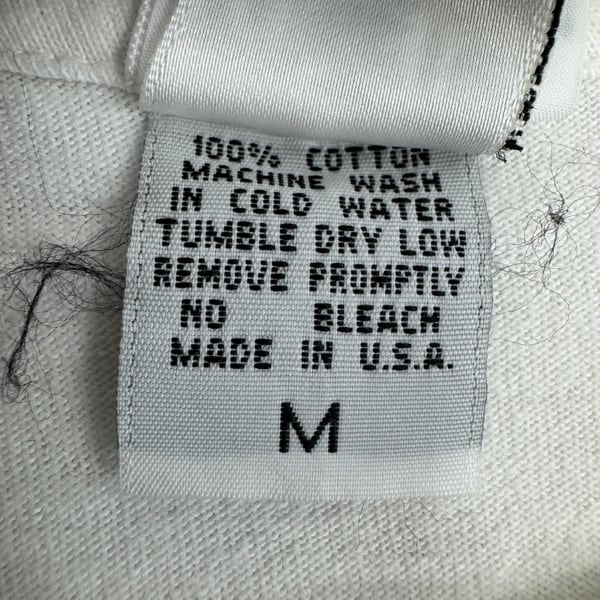 100% COTTON
MACHINE WASH
IN COLD WATER
TUMBLE DRY LOW
REMOVE PROMPTLY
NO BLEACH
MADE IN U.S.A.
M